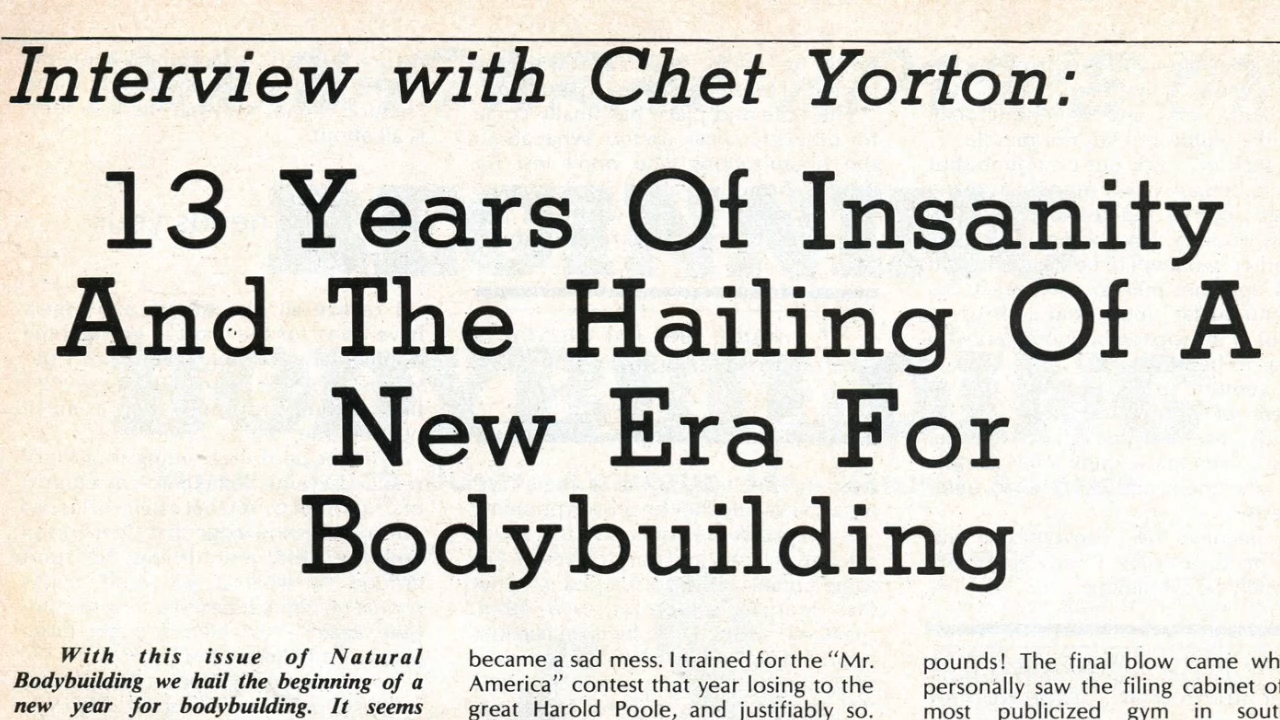 Interview with Chet Yorton:
13 Years Of Insanity
And The Hailing Of A
New Era For
Bodybuilding
With this issue of Natural
Bodybuilding we hail the beginning of a
new year for bodybuilding. It seems
became a sad mess. I trained for the "Mr.
America" contest that year losing to the
great Harold Poole, and justifiably so.
pounds! The final blow came
personally saw the filing cabinet
most publicized gym in